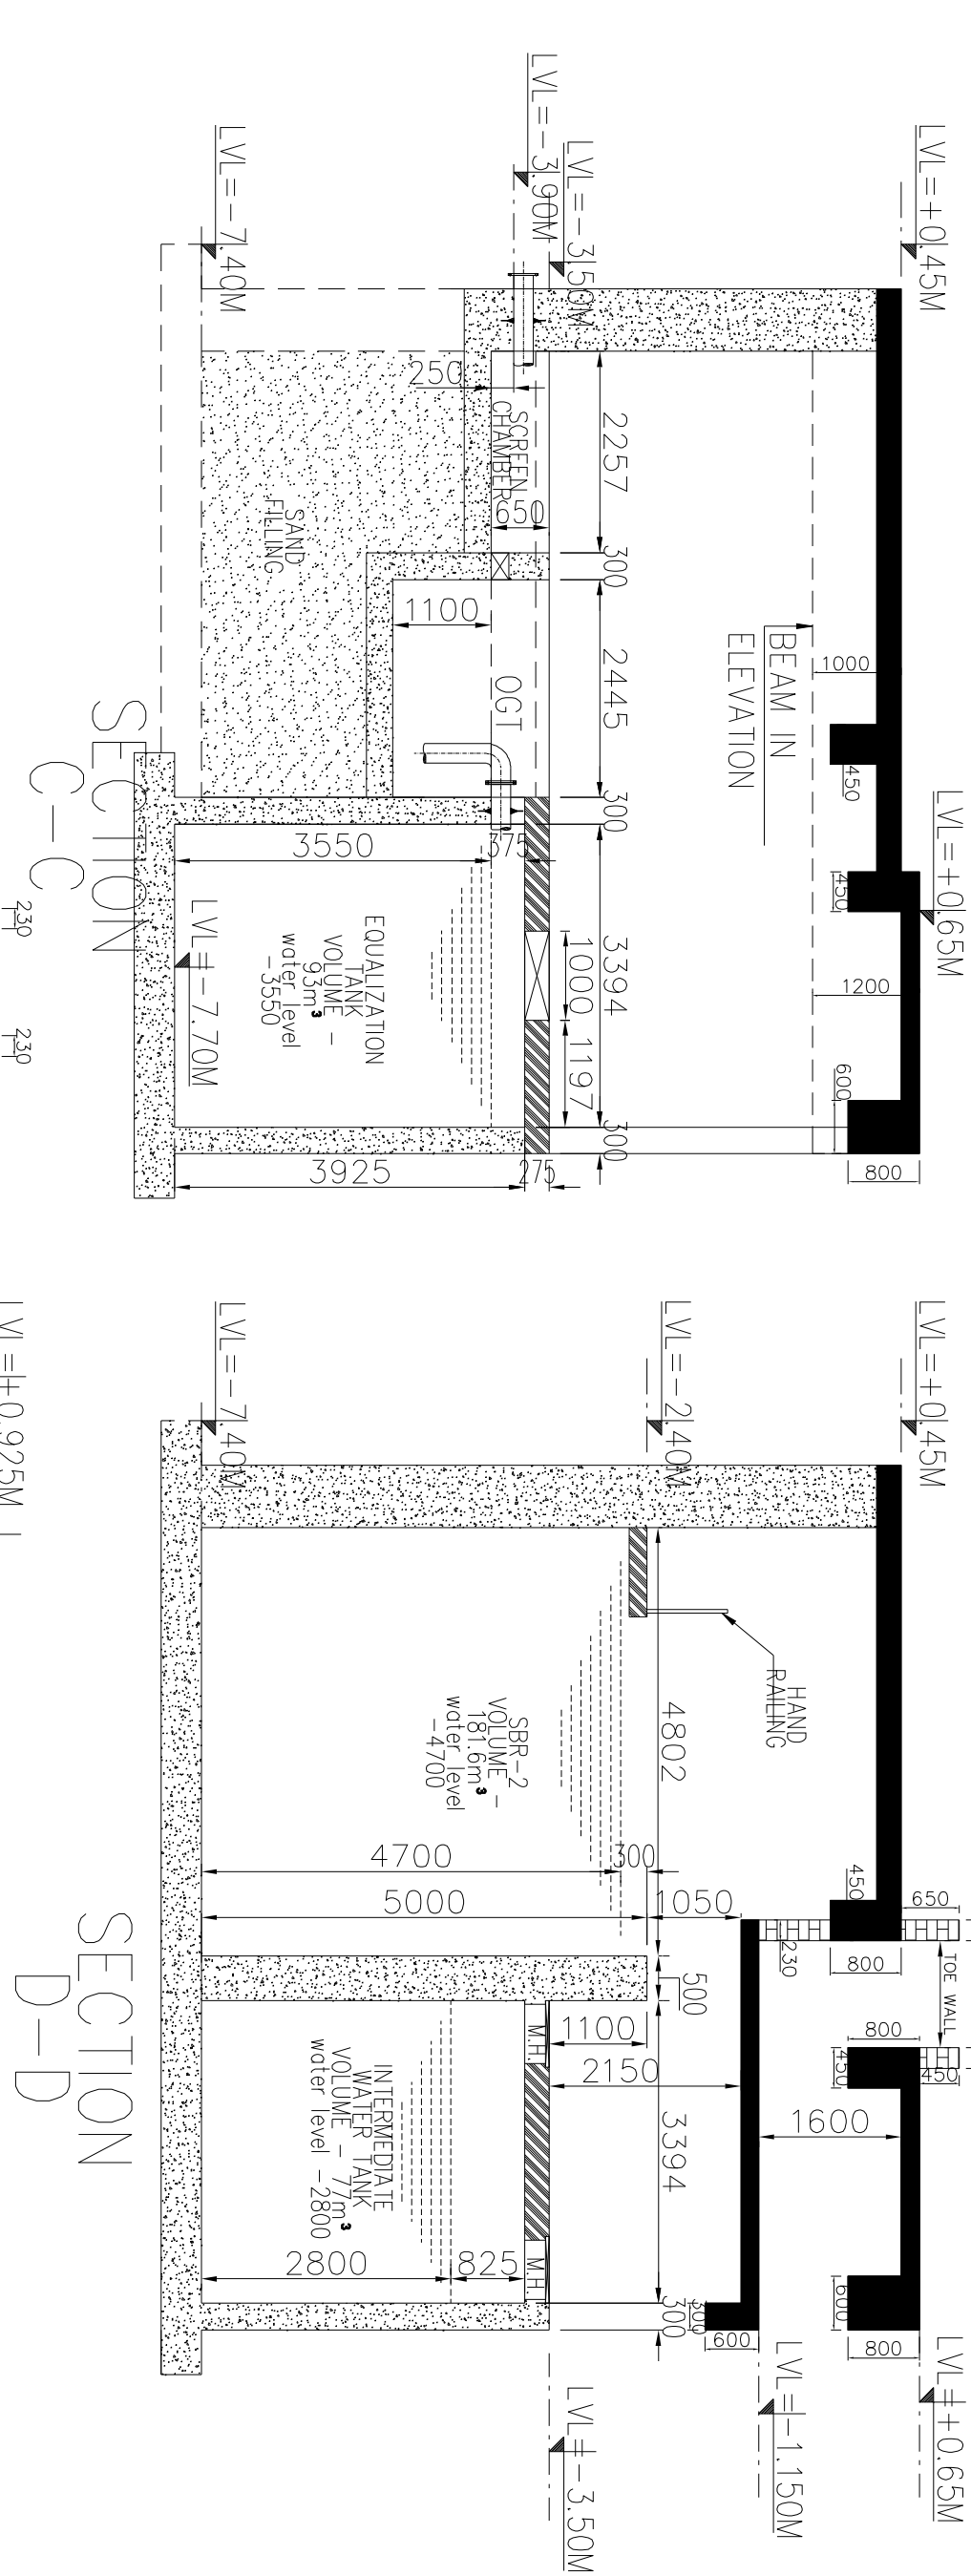 LVL=+0.45M
LVL=-3.90M
LVL=-3.50M
LVL=-7.40M
LVL=+0.65M
2257
300
2445
300
3394
300
250
SCREEN
CHAMBER
650
1100
OGT
BEAM IN
ELEVATION
1000
450
450
1200
600
800
SAND
FILLING
3550
375
1000
1197
3925
275
EQUALIZATION
TANK
VOLUME -
93m³
water level
-3550
LVL=-7.70M
SECTION
C-C
230
230
LVL=+0.45M
LVL=-2.40M
LVL=-7.40M
LVL=+0.925M
HAND
RAILING
4802
SBR-2
VOLUME -
181.6m³
water level
-4700
4700
300
5000
1050
500
450
650
230
800
TOE WALL
800
450
450
1600
1100
2150
3394
M.H.
M.H.
INTERMEDIATE
WATER TANK
VOLUME - 77m³
water level -2800
2800
825
300
300
600
600
800
LVL=+0.65M
LVL=-1.150M
LVL=-3.50M
SECTION
D-D